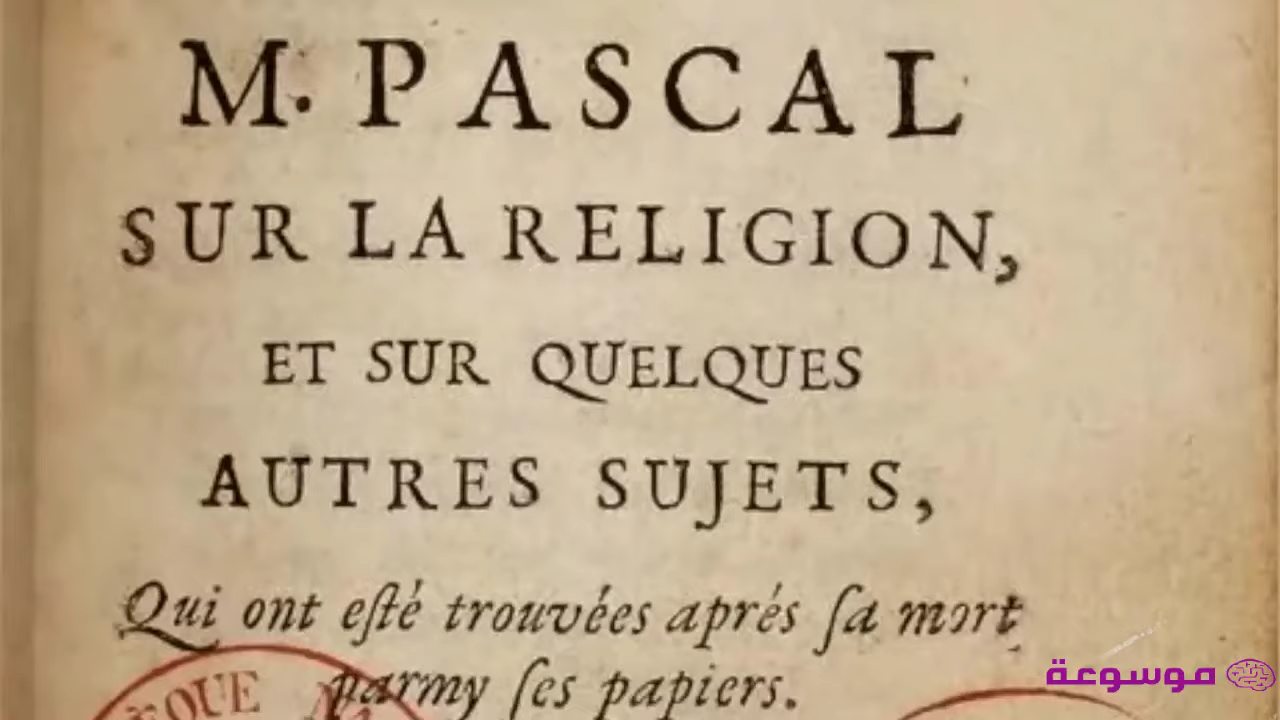 M. PASCAL
SUR LA RELIGION,
ET SUR QUELQUES
AUTRES SUJETS,
Qui ont eſté trouvées aprés ſa mort
parmy ſes papiers.
موسوعة